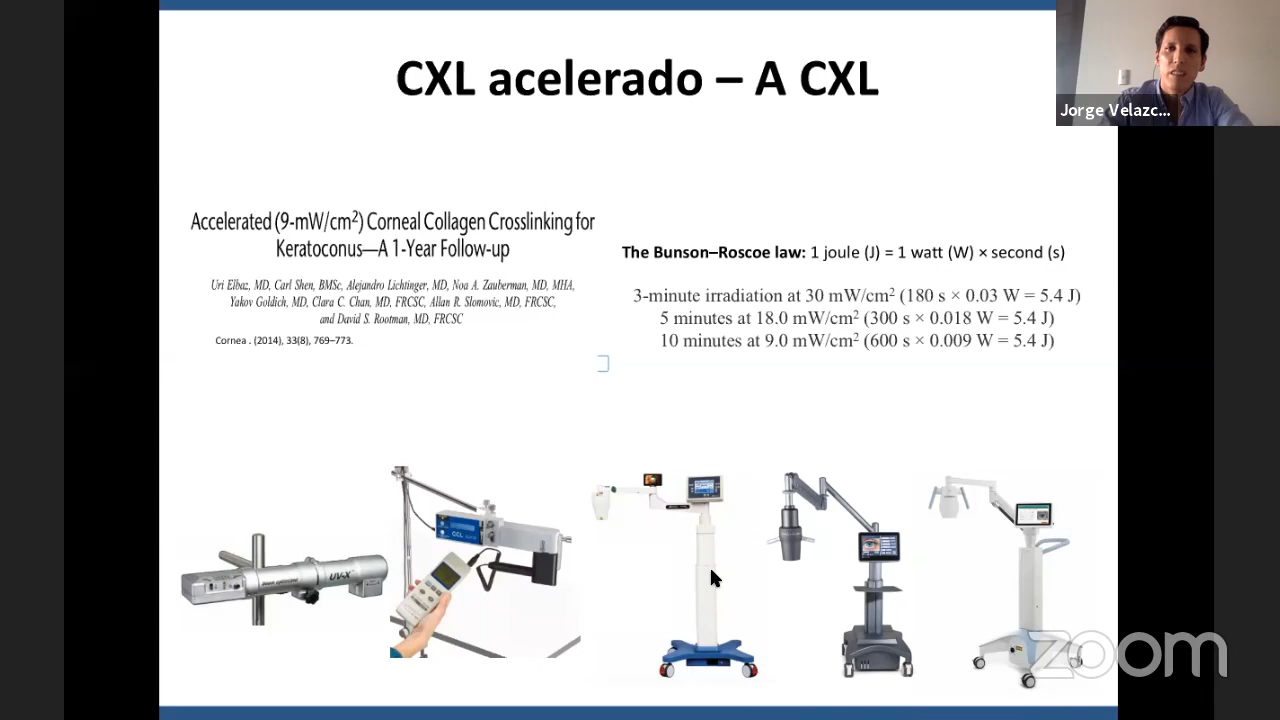 CXL acelerado – A CXL
Jorge Velazc...
Accelerated (9-mW/cm²) Corneal Collagen Crosslinking for
Keratoconus—A 1-Year Follow-up
Uri Elbaz, MD, Carl Shen, BMSc, Alejandro Lichtinger, MD, Noa A. Zauberman, MD, MHA,
Yakov Goldich, MD, Clara C. Chan, MD, FRCSC, Allan R. Slomovic, MD, FRCSC,
and David S. Rootman, MD, FRCSC
Cornea . (2014), 33(8), 769–773.
The Bunson–Roscoe law: 1 joule (J) = 1 watt (W) × second (s)
3-minute irradiation at 30 mW/cm² (180 s × 0.03 W = 5.4 J)
5 minutes at 18.0 mW/cm² (300 s × 0.018 W = 5.4 J)
10 minutes at 9.0 mW/cm² (600 s × 0.009 W = 5.4 J)
UV-X
CCL
zoom